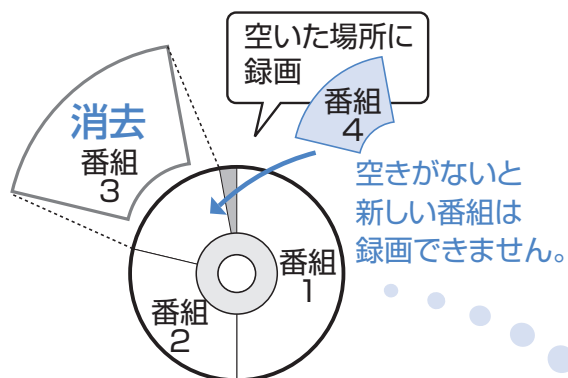 空いた場所に
録画
番組
4
消去
番組
3
空きがないと
新しい番組は
録画できません。
番組
1
番組
2